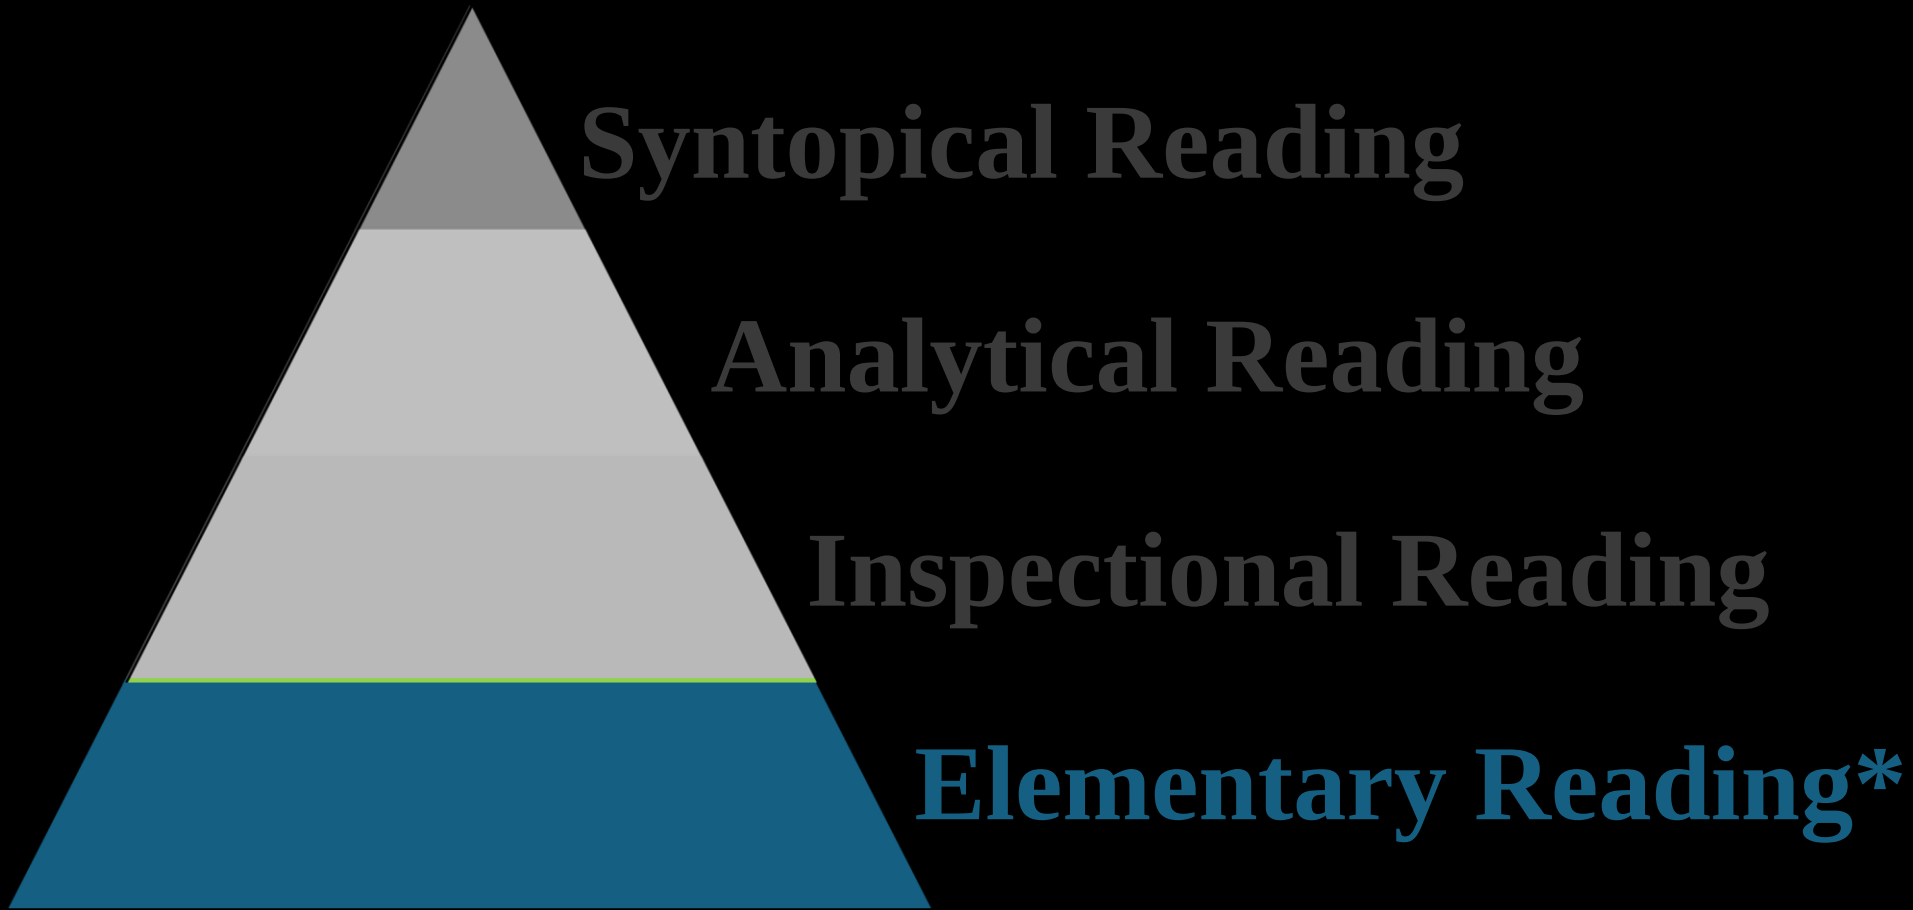 Syntopical Reading
Analytical Reading
Inspectional Reading
Elementary Reading*